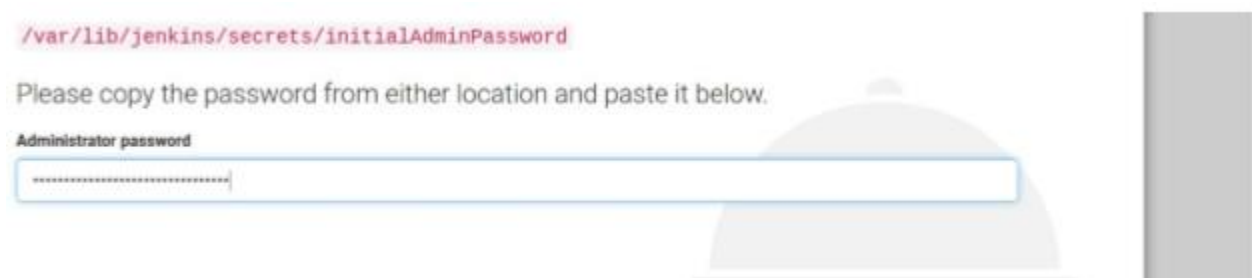 /var/lib/jenkins/secrets/initialAdminPassword
Please copy the password from either location and paste it below.
Administrator password